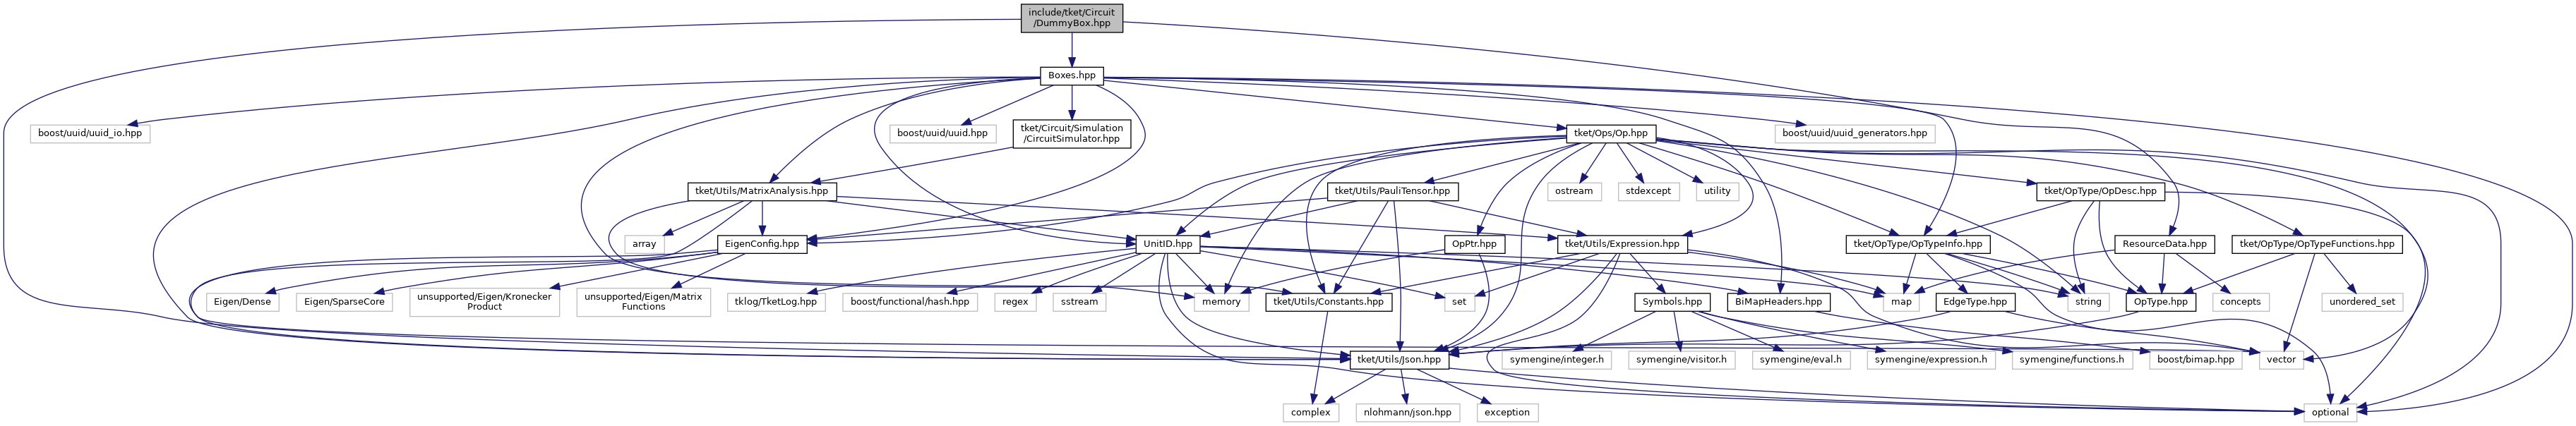 include/tket/Circuit
/DummyBox.hpp
Boxes.hpp
boost/uuid/uuid_io.hpp
boost/uuid/uuid.hpp
tket/Circuit/Simulation
/CircuitSimulator.hpp
tket/Ops/Op.hpp
boost/uuid/uuid_generators.hpp
tket/Utils/MatrixAnalysis.hpp
tket/Utils/PauliTensor.hpp
ostream
stdexcept
utility
tket/OpType/OpDesc.hpp
array
EigenConfig.hpp
UnitID.hpp
OpPtr.hpp
tket/Utils/Expression.hpp
tket/OpType/OpTypeInfo.hpp
ResourceData.hpp
tket/OpType/OpTypeFunctions.hpp
Eigen/Dense
Eigen/SparseCore
unsupported/Eigen/Kronecker
Product
unsupported/Eigen/Matrix
Functions
tklog/TketLog.hpp
boost/functional/hash.hpp
regex
sstream
memory
tket/Utils/Constants.hpp
set
Symbols.hpp
BiMapHeaders.hpp
map
EdgeType.hpp
string
OpType.hpp
concepts
unordered_set
tket/Utils/Json.hpp
symengine/integer.h
symengine/visitor.h
symengine/eval.h
symengine/expression.h
symengine/functions.h
boost/bimap.hpp
vector
complex
nlohmann/json.hpp
exception
optional